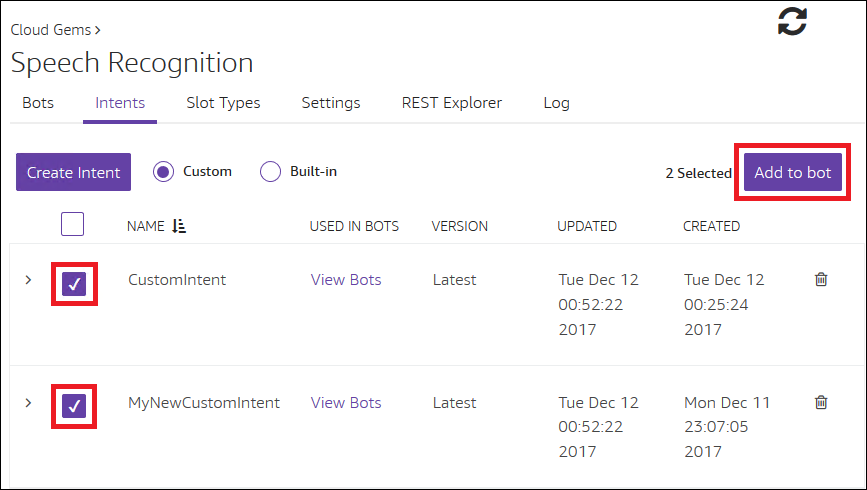 Cloud Gems >
Speech Recognition
Bots Intents Slot Types Settings REST Explorer Log
Create Intent Custom Built-in 2 Selected Add to bot
NAME USED IN BOTS VERSION UPDATED CREATED
CustomIntent View Bots Latest Tue Dec 12 Tue Dec 12
00:52:22 00:25:24
2017 2017
MyNewCustomIntent View Bots Latest Tue Dec 12 Mon Dec 11
00:52:22 23:07:05
2017 2017